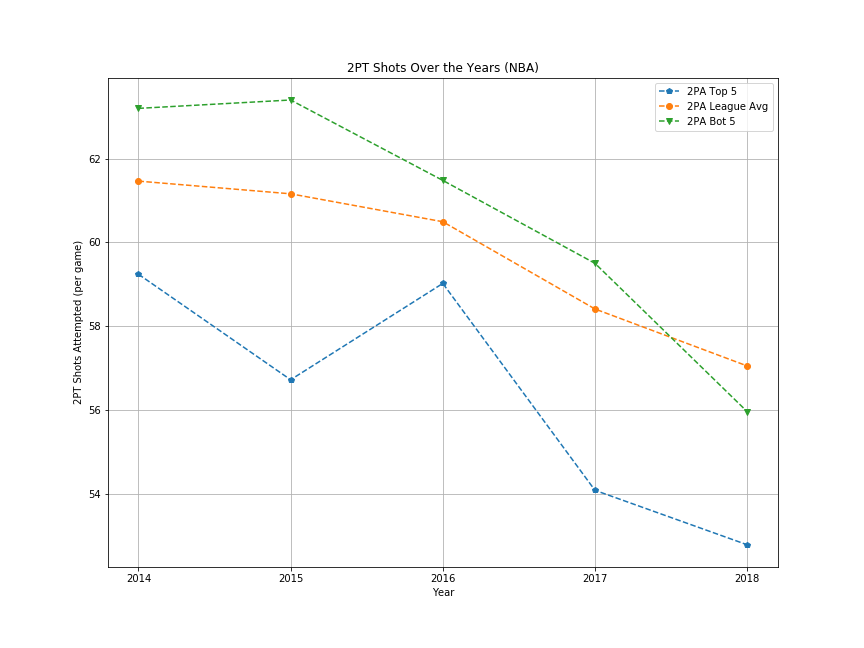 2PT Shots Over the Years (NBA)
2PA Top 5
2PA League Avg
2PA Bot 5
2PT Shots Attempted (per game)
62
60
58
56
54
2014 2015 2016 2017 2018
Year